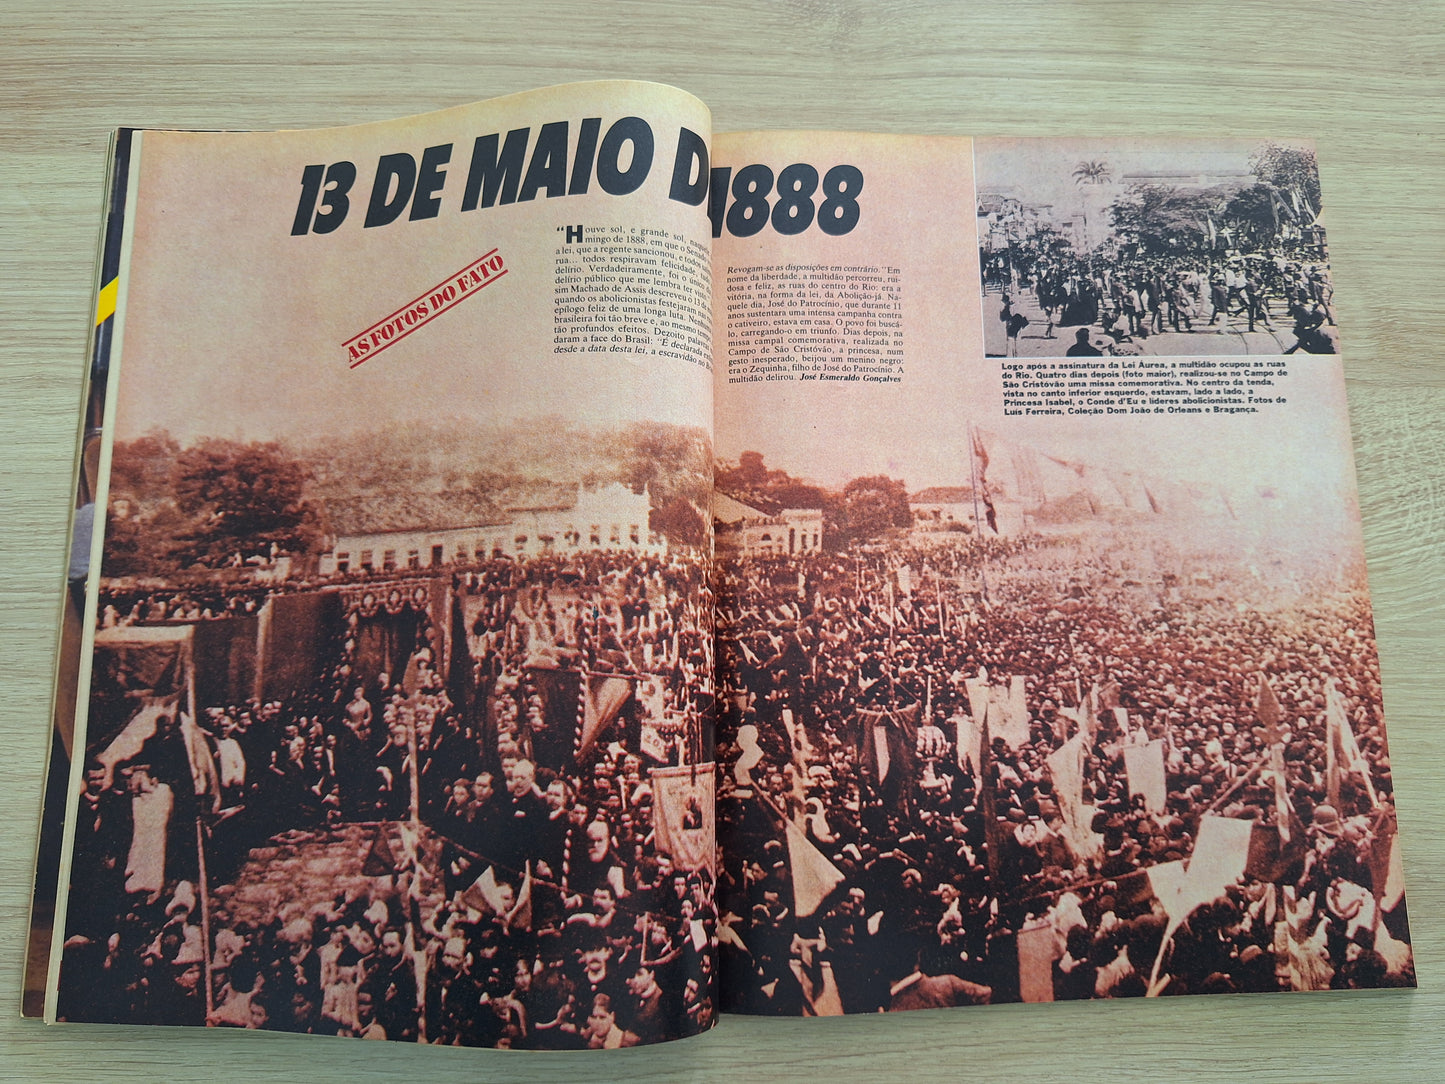 13 DE MAIO D 1888
AS FOTOS DO FATO
"Houve sol, e grande sol, naquele
mingo de 1888, em que o Senado
a lei, que a regente sancionou, e todos
rua... todos respiravam felicidade, tudo
delírio. Verdadeiramente, foi o único
delírio público que me lembra ter visto
sim Machado de Assis descreveu o 13 de
quando os abolicionistas festejaram
epílogo feliz de uma longa luta. Nenhuma
brasileira foi tão breve e, ao mesmo tempo
tão profundos efeitos. Dezoito palavras
daram a face do Brasil: "É declarada
desde a data desta lei, a escravidão no
Revogam-se as disposições em contrário." Em
nome da liberdade, a multidão percorreu, rui-
dosa e feliz, as ruas do centro do Rio: era a
vitória, na forma da lei, da Abolição-já. Na-
quele dia, José do Patrocínio, que durante 11
anos sustentara uma intensa campanha contra
o cativeiro, estava em casa. O povo foi buscá-
lo, carregando-o em triunfo. Dias depois, na
missa campal comemorativa, realizada no
Campo de São Cristóvão, a princesa, num
gesto inesperado, beijou um menino negro:
era o Zequinha, filho de José do Patrocínio. A
multidão delirou. José Esmeraldo Gonçalves
Logo após a assinatura da Lei Áurea, a multidão ocupou as ruas
do Rio. Quatro dias depois (foto maior), realizou-se no Campo de
São Cristóvão uma missa comemorativa. No centro da tenda,
vista no canto inferior esquerdo, estavam, lado a lado, a
Princesa Isabel, o Conde d'Eu e líderes abolicionistas. Fotos de
Luís Ferreira, Coleção Dom João de Orleans e Bragança.